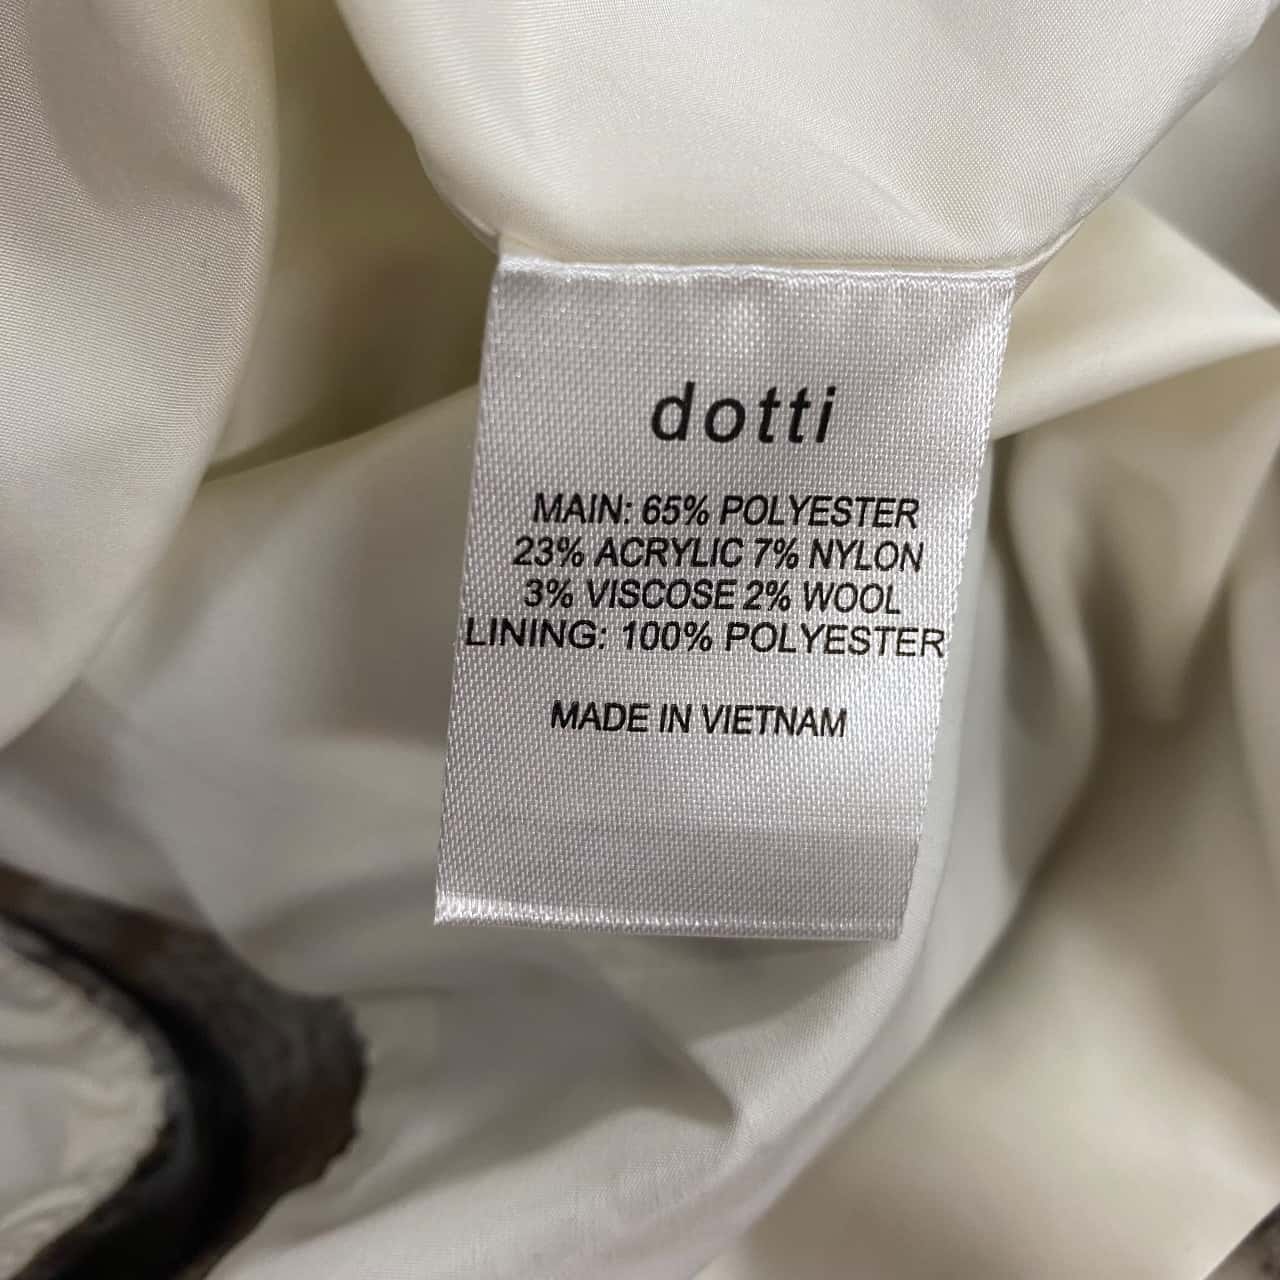 dotti
MAIN: 65% POLYESTER
23% ACRYLIC 7% NYLON
3% VISCOSE 2% WOOL
LINING: 100% POLYESTER
MADE IN VIETNAM